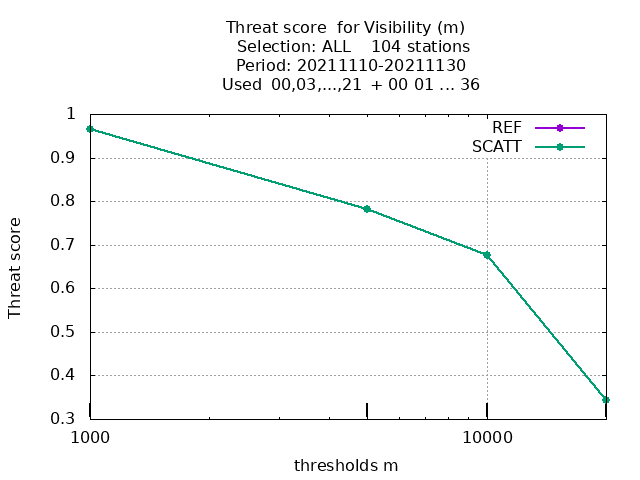 Threat score  for Visibility (m)
Selection: ALL    104 stations
Period: 20211110-20211130
Used  00,03,...,21  + 00 01 ... 36
REF
SCATT
1
0.9
0.8
0.7
0.6
0.5
0.4
0.3
Threat score
1000
10000
thresholds m